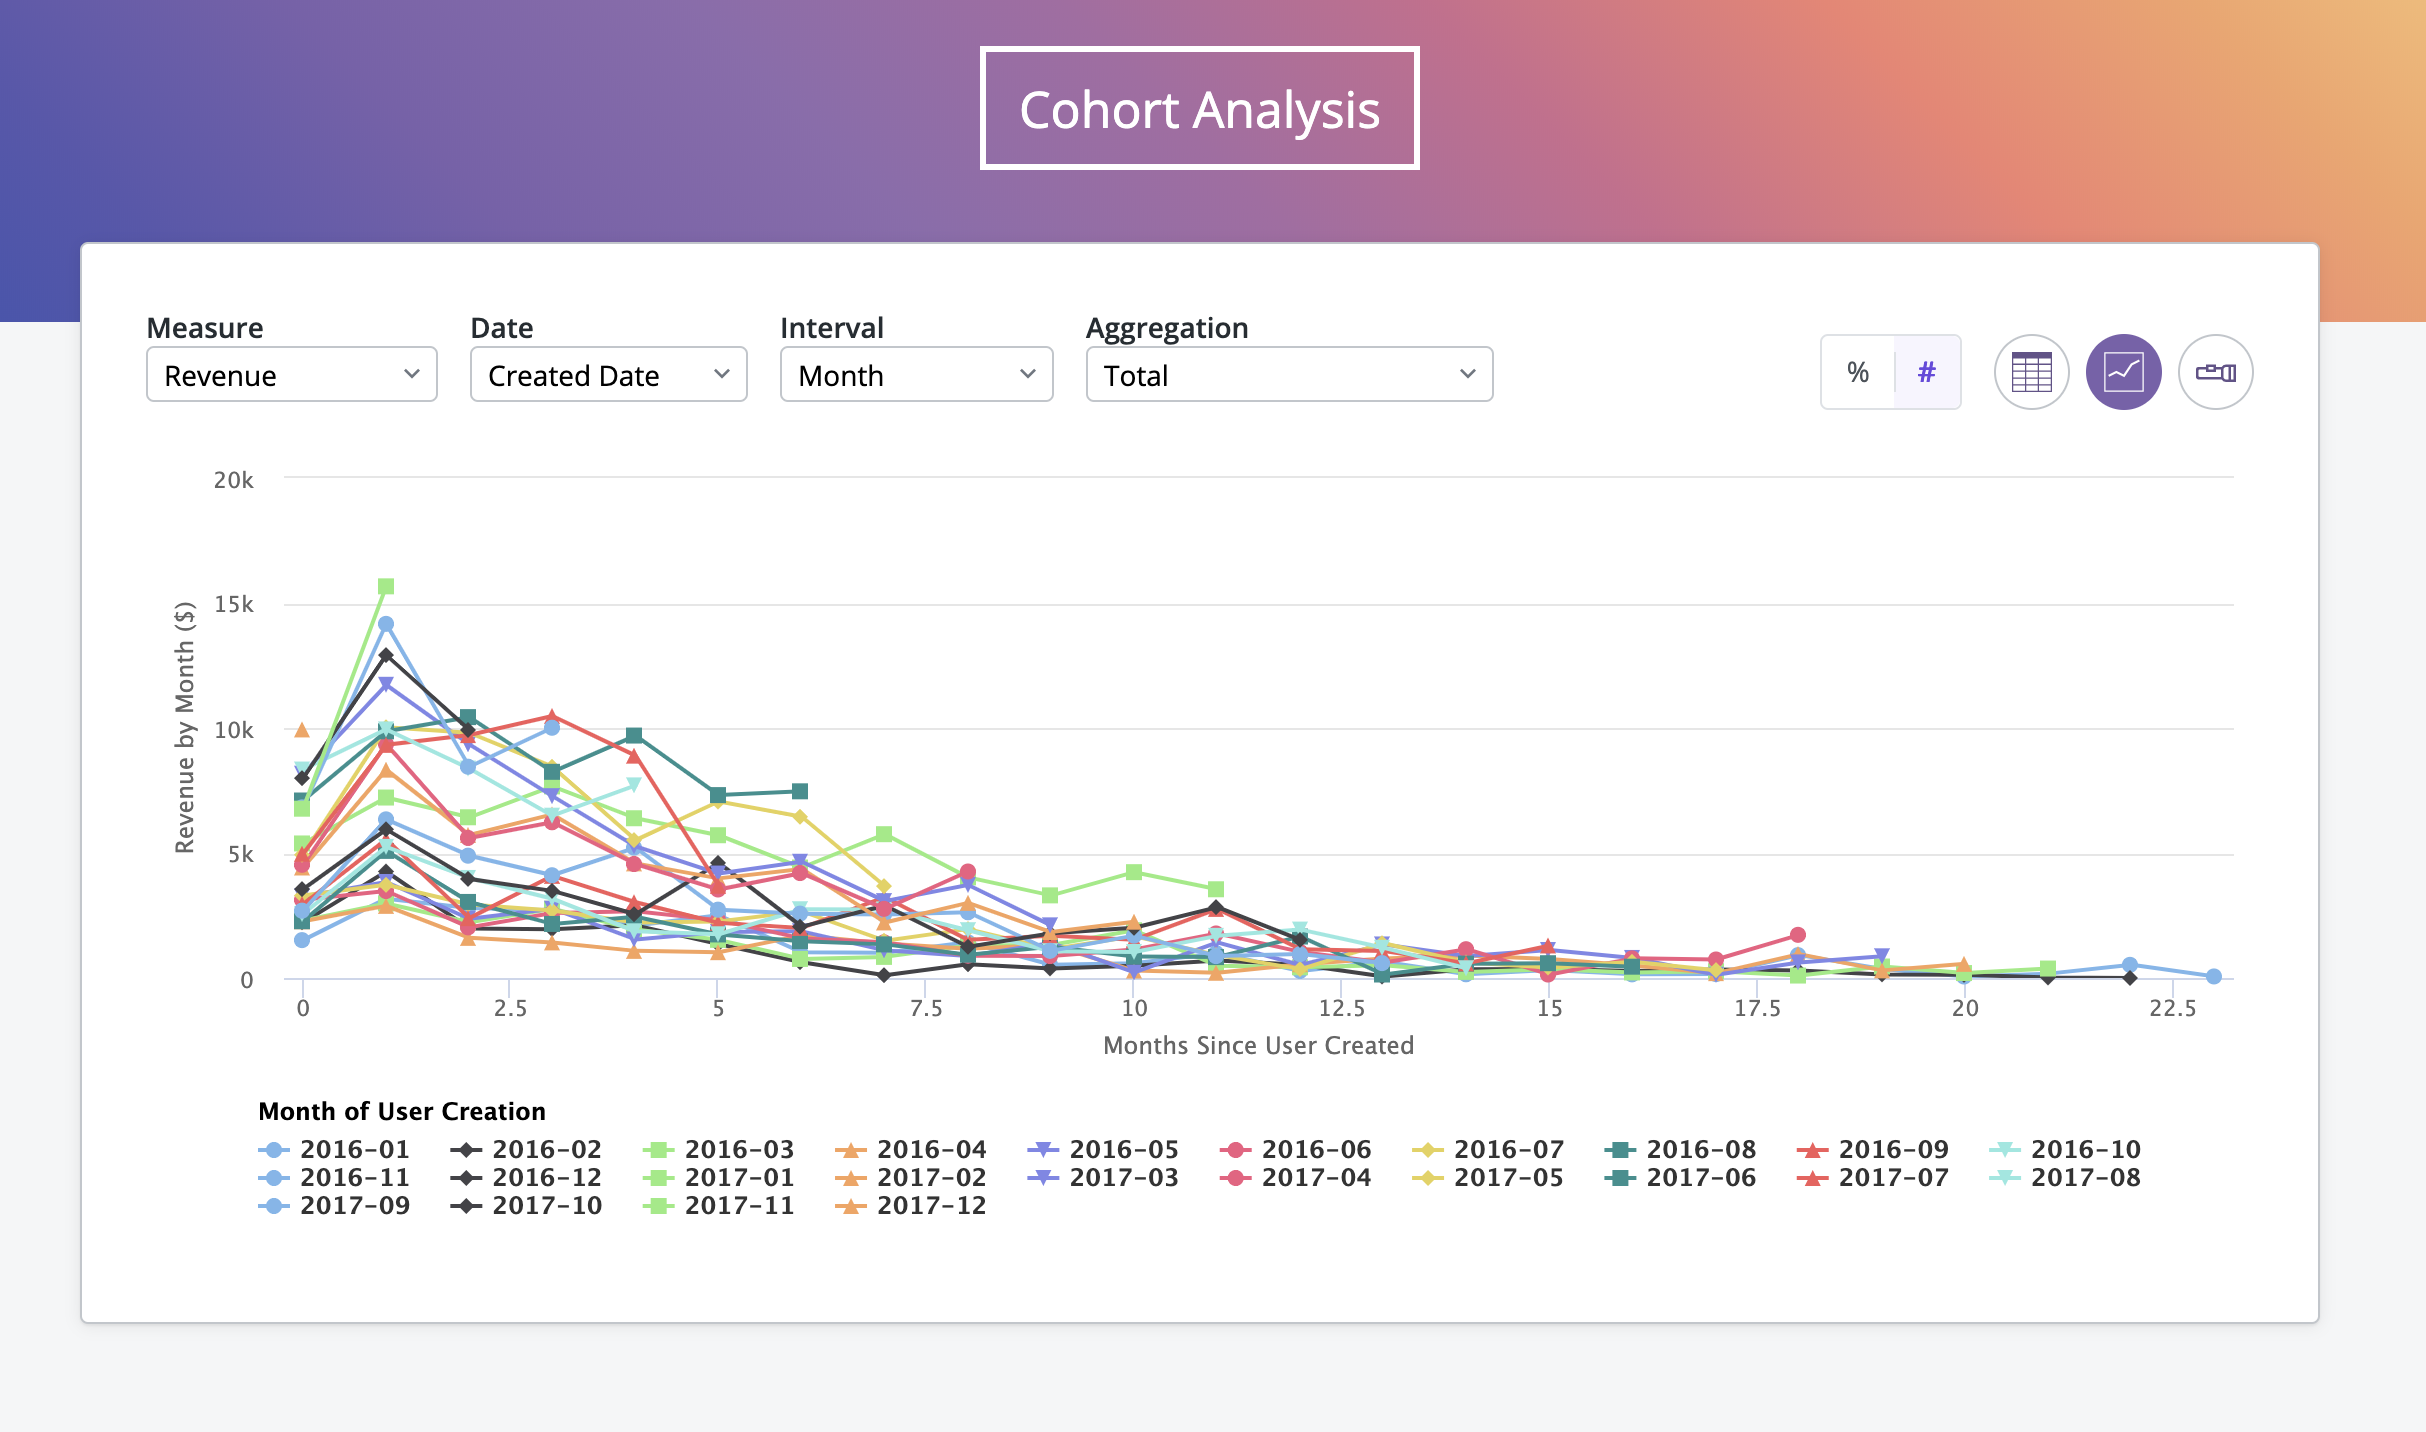 Cohort Analysis
Measure Date Interval Aggregation
Revenue Created Date Month Total % #
20k
15k
10k
5k
0
Revenue by Month ($)
0 2.5 5 7.5 10 12.5 15 17.5 20 22.5
Months Since User Created
Month of User Creation
2016-01 2016-02 2016-03 2016-04 2016-05 2016-06 2016-07 2016-08 2016-09 2016-10
2016-11 2016-12 2017-01 2017-02 2017-03 2017-04 2017-05 2017-06 2017-07 2017-08
2017-09 2017-10 2017-11 2017-12